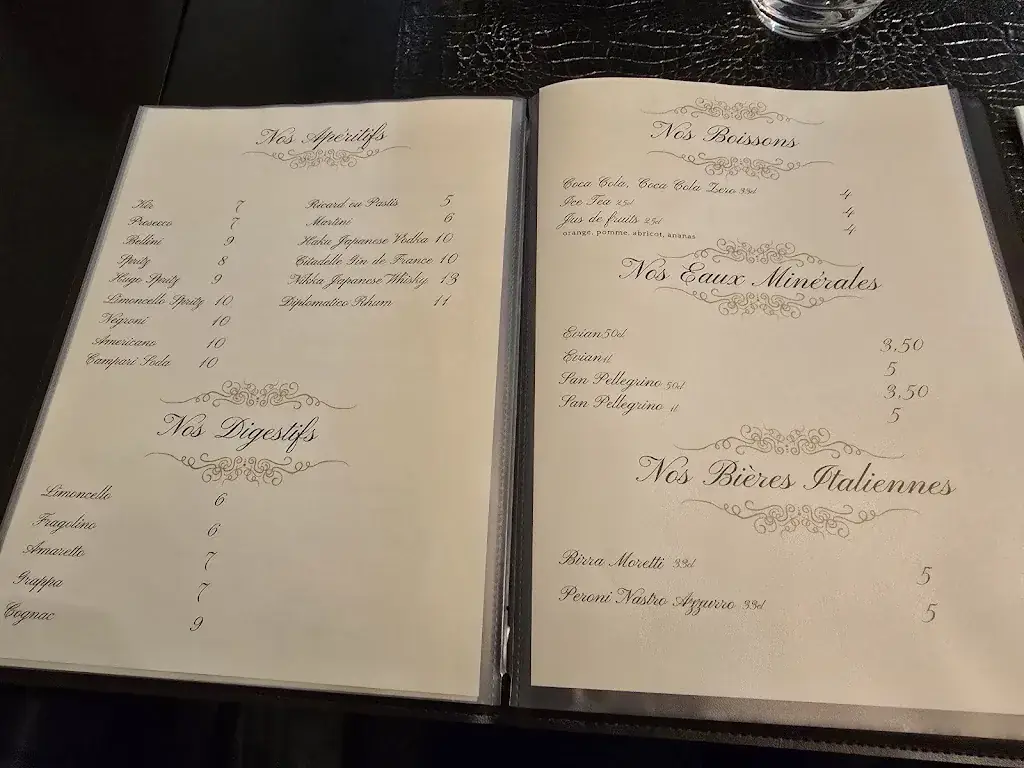 Nos Apéritifs
Kir 7
Prosecco 7
Bellini 9
Spritz 8
Hugo Spritz 9
Limoncello Spritz 10
Negroni 10
Americano 10
Campari Soda 10
Ricard ou Pastis 5
Martini 6
Haku Japanese Vodka 10
Citadelle Gin de France 10
Nikka Japanese Whisky 13
Diplomatico Rhum 11
Nos Digestifs
Limoncello 6
Fragolino 6
Amaretto 7
Grappa 7
Cognac 9
Nos Boissons
Coca Cola, Coca Cola Zero 33cl 4
Ice Tea 25cl 4
Jus de fruits 25cl 4
orange, pomme, abricot, ananas
Nos Eaux Minérales
Evian 50cl 3,50
Evian 1l 5
San Pellegrino 50cl 3,50
San Pellegrino 1l 5
Nos Bières Italiennes
Birra Moretti 33cl 5
Peroni Nastro Azzurro 33cl 5